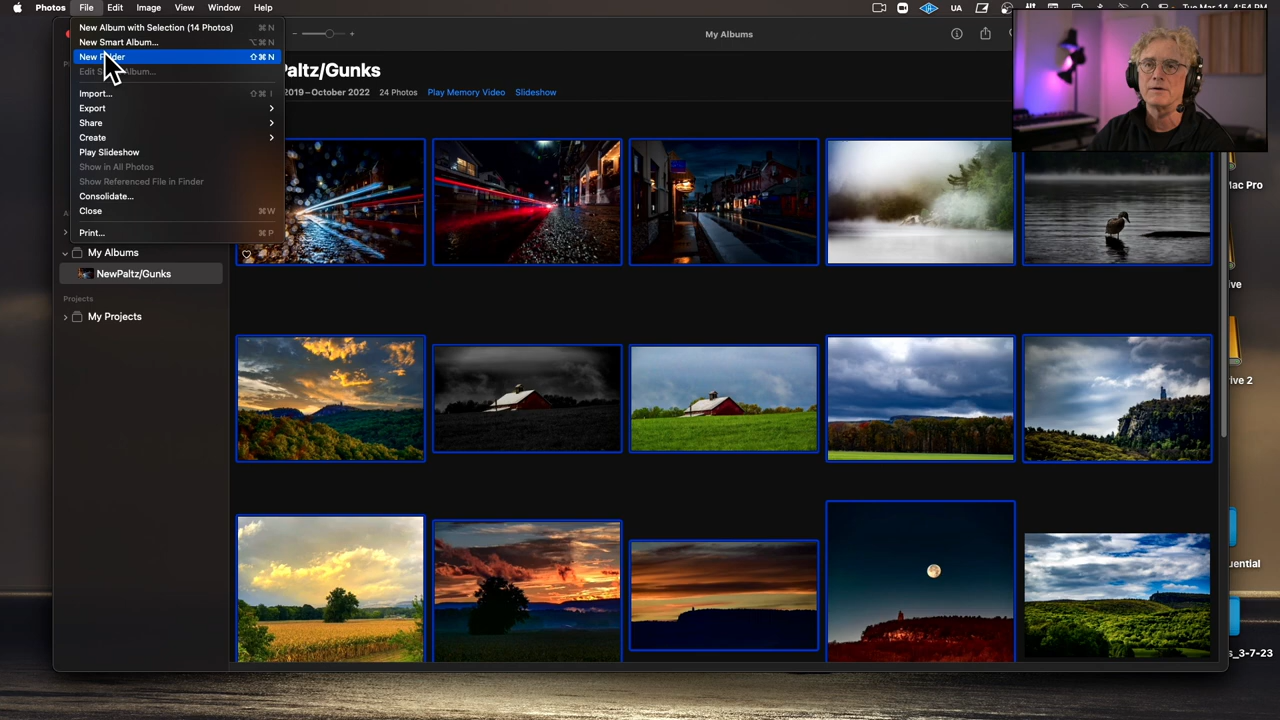 Photos File Edit Image View Window Help UA
New Album with Selection (14 Photos) ⌘ N
New Smart Album... ⌥ ⌘ N
New Folder ⇧ ⌘ N
Import... ⇧ ⌘ I
Export
Share
Create
Play Slideshow
Show in All Photos
Show Referenced File in Finder
Consolidate...
Close ⌘W
Print... ⌘ P
My Albums
NewPaltz/Gunks
Projects
My Projects
My Albums
Paltz/Gunks
2019–October 2022 24 Photos Play Memory Video Slideshow
Mac Pro
ive
ive 2
uential
s_3-7-23